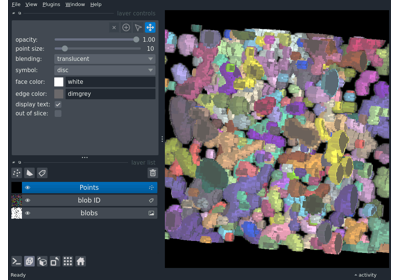 File View Plugins Window Help
layer controls
opacity: 1.00
point size: 10
blending: translucent
symbol: disc
face color: white
edge color: dimgrey
display text:
out of slice:
layer list
Points
blob ID
blobs
Ready activity